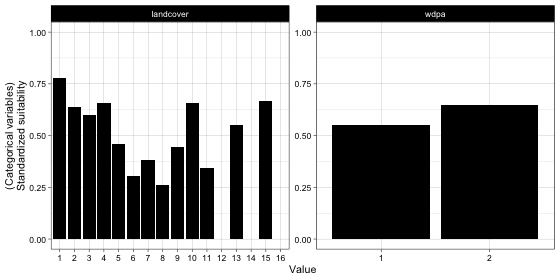 landcover
wdpa
(Categorical variables)
Standardized suitability
1.00
0.75
0.50
0.25
0.00
1 2 3 4 5 6 7 8 9 10 11 12 13 14 15 16
1.00
0.75
0.50
0.25
0.00
1 2
Value